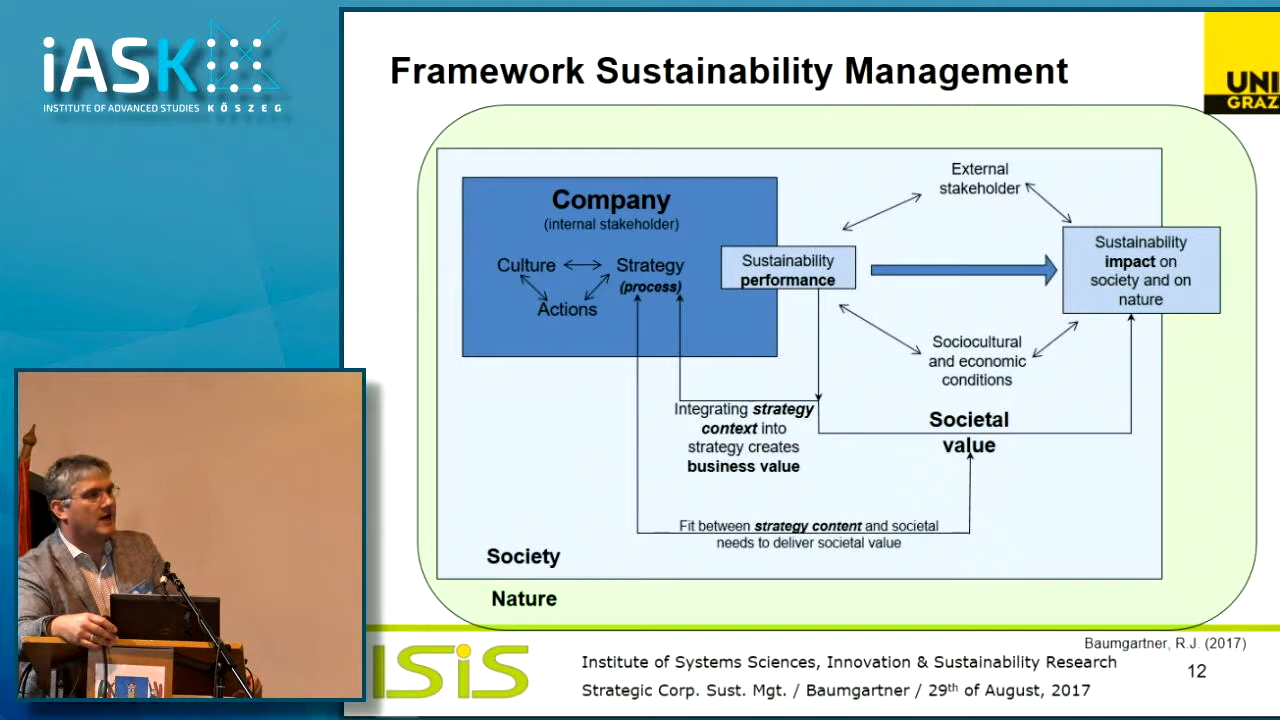 iASK
INSTITUTE OF ADVANCED STUDIES KŐSZEG
Framework Sustainability Management
UNI
GRAZ
Company
(internal stakeholder)
Culture
Strategy
(process)
Actions
Sustainability
performance
External
stakeholder
Sustainability
impact on
society and on
nature
Sociocultural
and economic
conditions
Integrating strategy
context into
strategy creates
business value
Societal
value
Fit between strategy content and societal
needs to deliver societal value
Society
Nature
Baumgartner, R.J. (2017)
ISIS
Institute of Systems Sciences, Innovation & Sustainability Research
Strategic Corp. Sust. Mgt. / Baumgartner / 29th of August, 2017
12